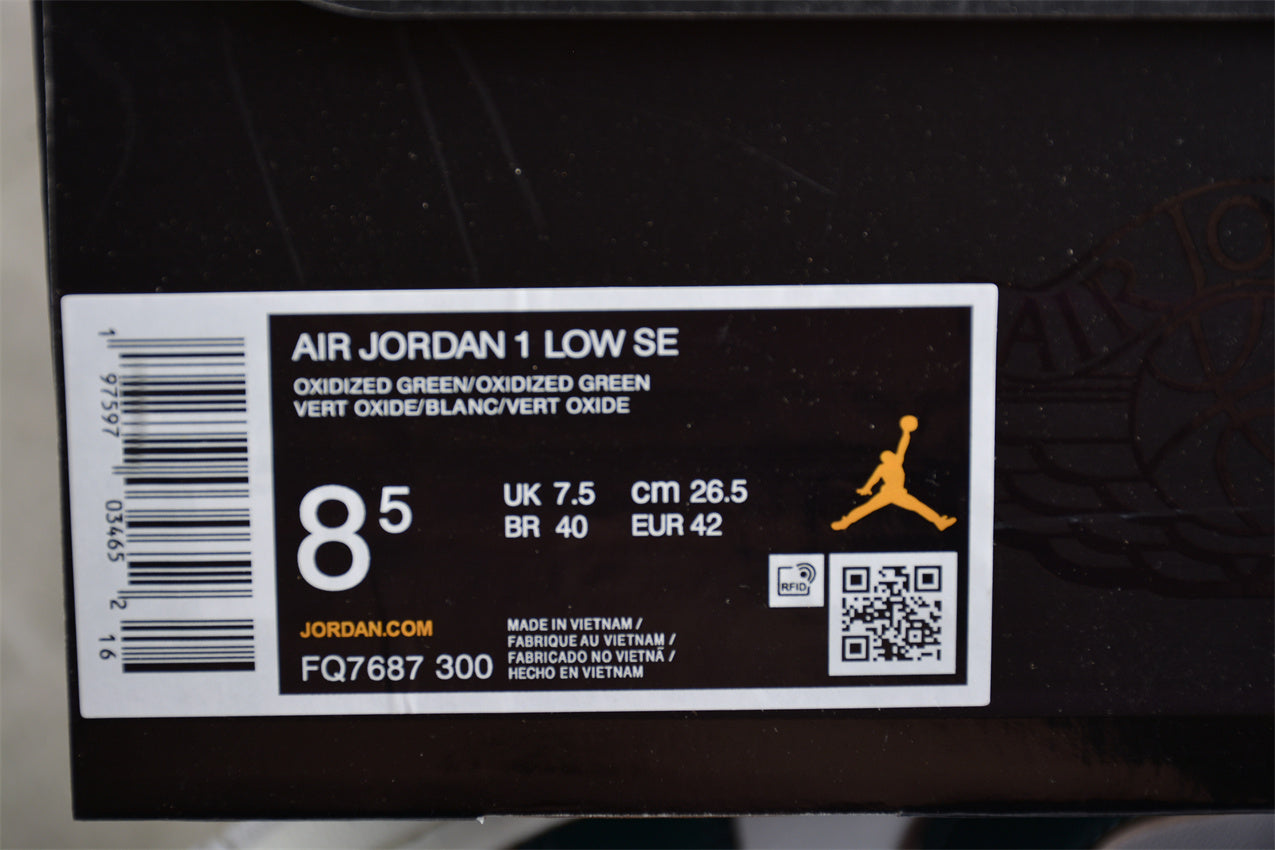 AIR JORDAN 1 LOW SE
OXIDIZED GREEN/OXIDIZED GREEN
VERT OXIDE/BLANC/VERT OXIDE
8 5
UK 7.5 cm 26.5
BR 40 EUR 42
RFID
JORDAN.COM
FQ7687 300
MADE IN VIETNAM /
FABRIQUE AU VIETNAM /
FABRICADO NO VIETNÃ /
HECHO EN VIETNAM
1 97597 03465 2 16
AIR JO